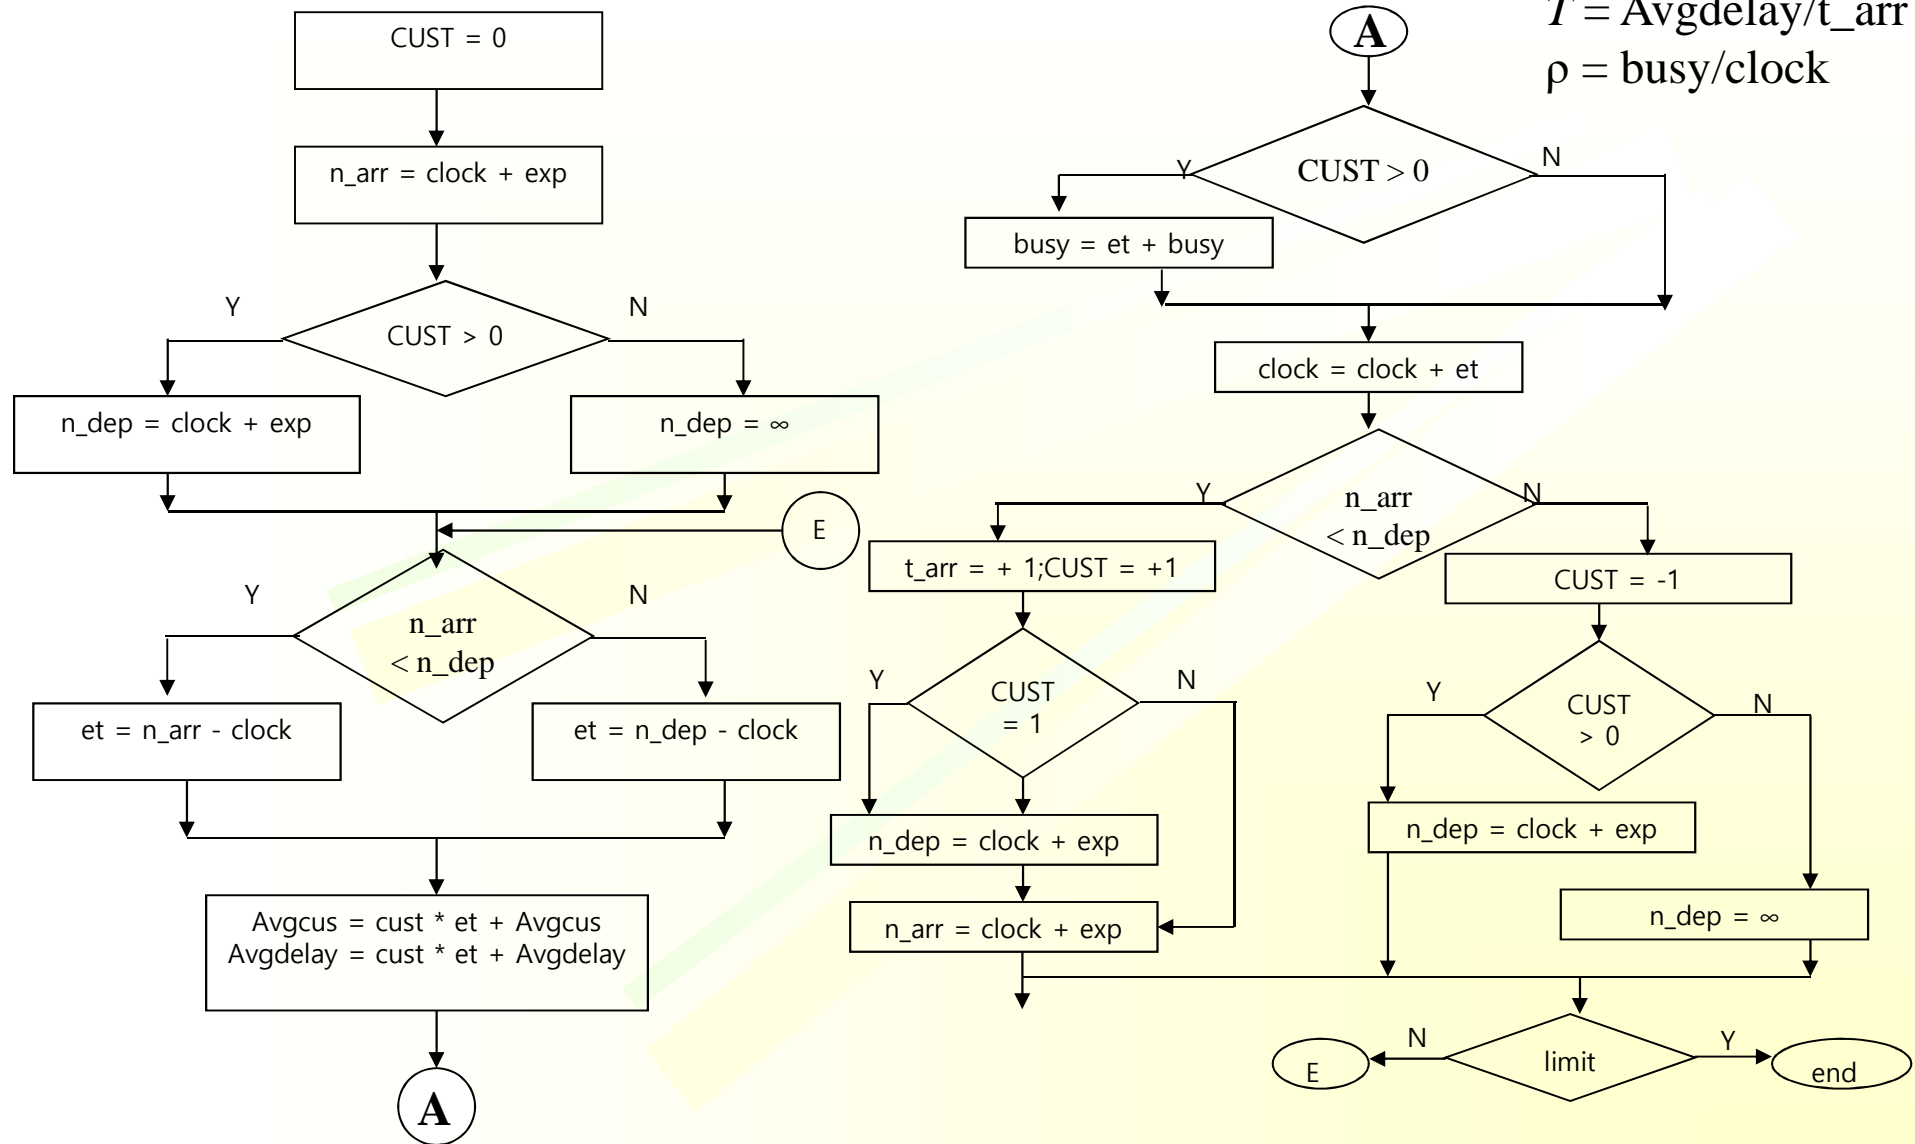 CUST = 0
n_arr = clock + exp
Y
N
CUST > 0
n_dep = clock + exp
n_dep = ∞
E
Y
N
n_arr
< n_dep
et = n_arr - clock
et = n_dep - clock
Avgcus = cust * et + Avgcus
Avgdelay = cust * et + Avgdelay
A
T = Avgdelay/t_arr
ρ = busy/clock
A
Y
N
CUST > 0
busy = et + busy
clock = clock + et
Y
N
n_arr
< n_dep
t_arr = + 1;CUST = +1
CUST = -1
Y
N
CUST
= 1
n_dep = clock + exp
n_arr = clock + exp
Y
N
CUST
> 0
n_dep = clock + exp
n_dep = ∞
N
Y
limit
E
end